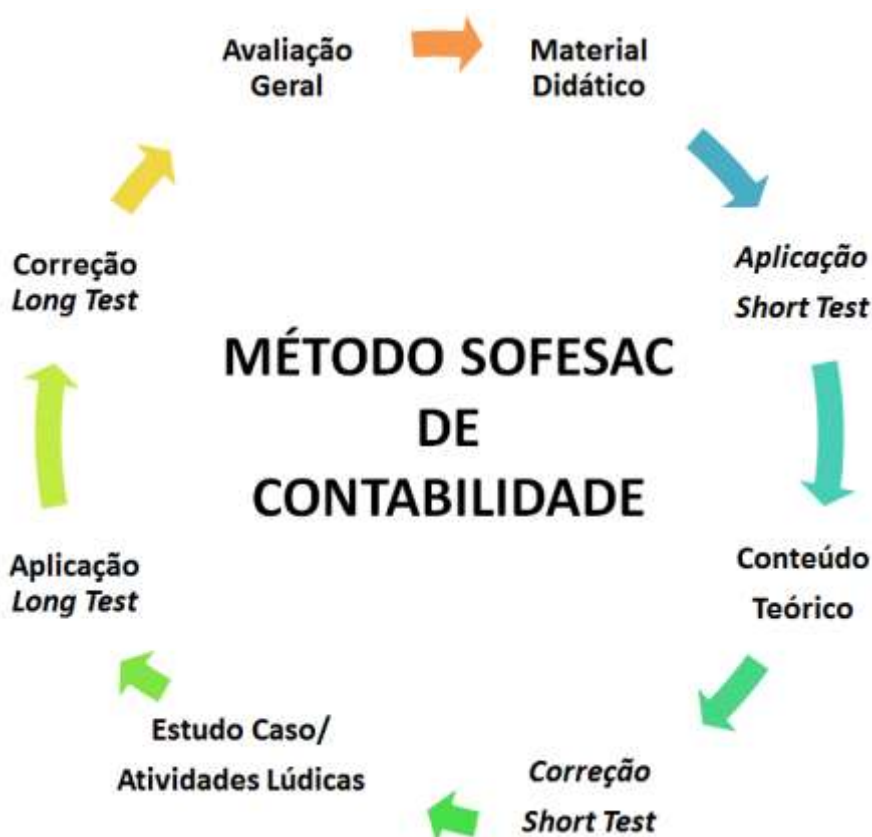 Avaliação
Geral
Material
Didático
Aplicação
Short Test
Conteúdo
Teórico
Correção
Short Test
Estudo Caso/
Atividades Lúdicas
Aplicação
Long Test
Correção
Long Test
MÉTODO SOFESAC
DE
CONTABILIDADE